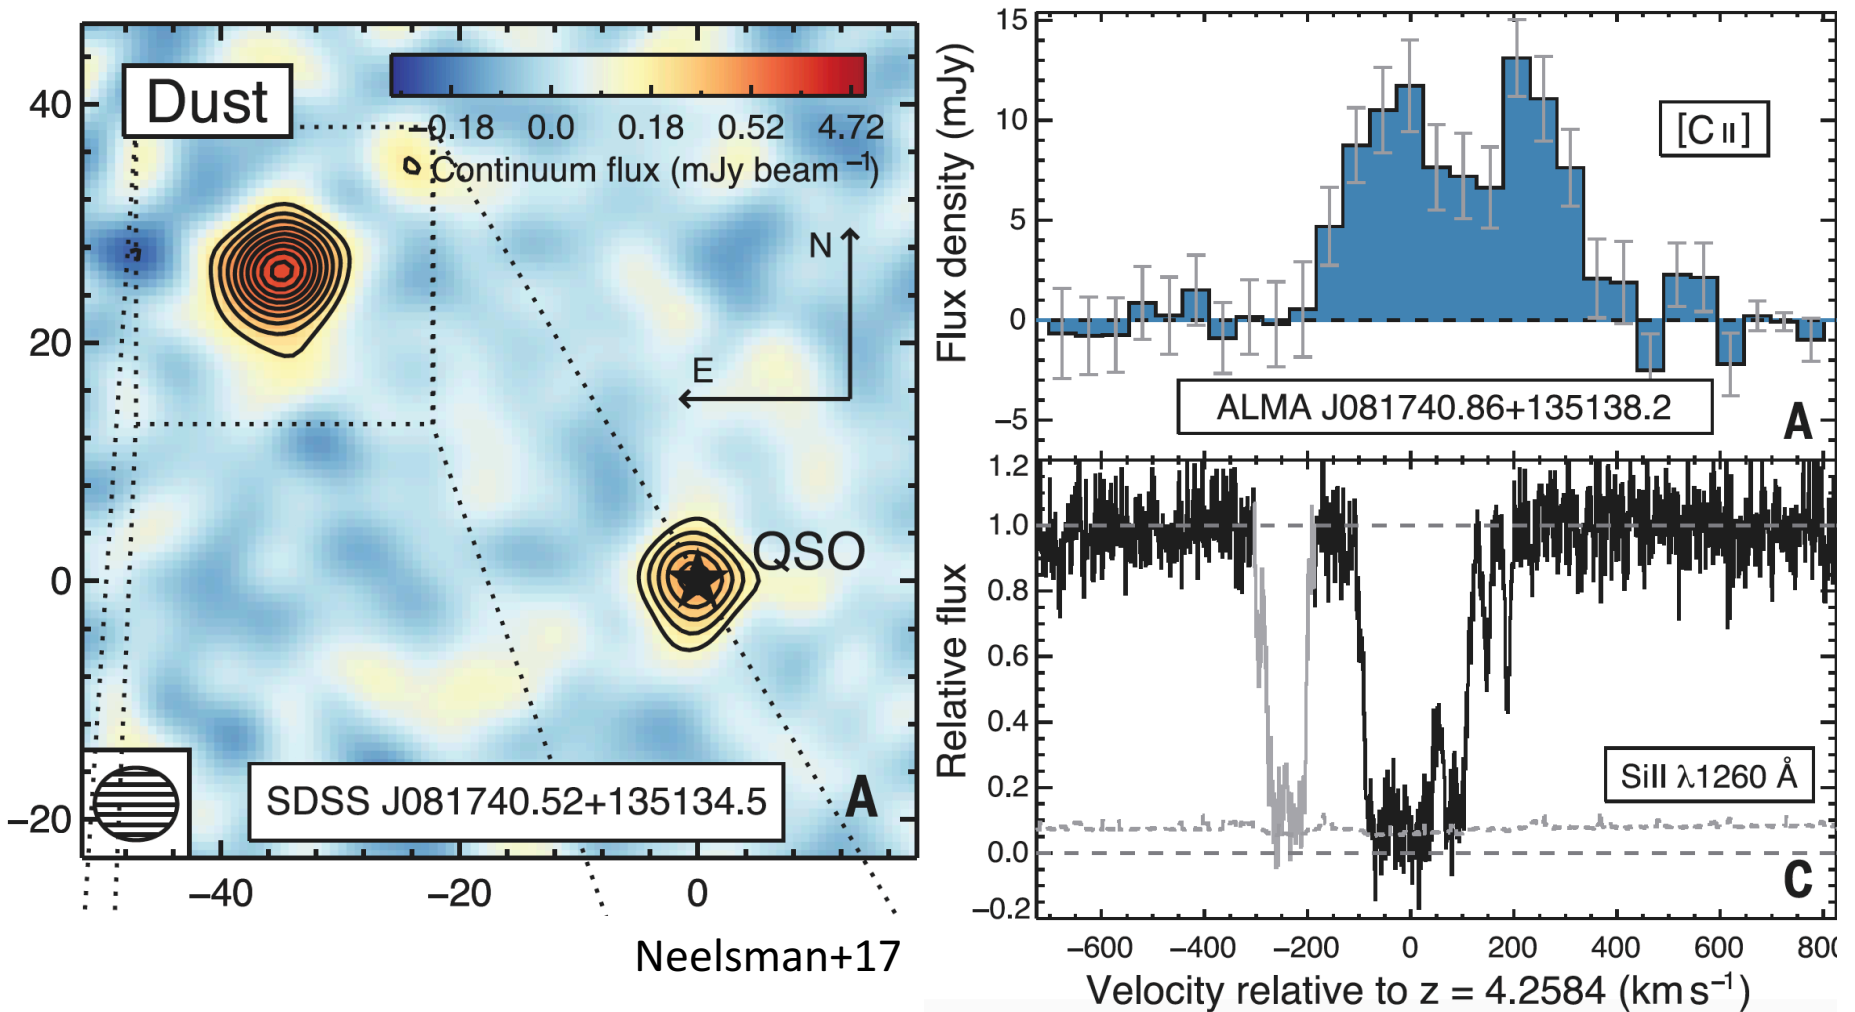 Dust
−0.18 0.0 0.18 0.52 4.72
Continuum flux (mJy beam⁻¹)
40
20
0
−20
N
E
QSO
SDSS J081740.52+135134.5
A
−40 −20 0
Neelsman+17
15
10
5
0
−5
Flux density (mJy)
[C II]
ALMA J081740.86+135138.2
A
1.2
1.0
0.8
0.6
0.4
0.2
0.0
−0.2
Relative flux
SiII λ1260 Å
C
−600 −400 −200 0 200 400 600 800
Velocity relative to z = 4.2584 (km s⁻¹)